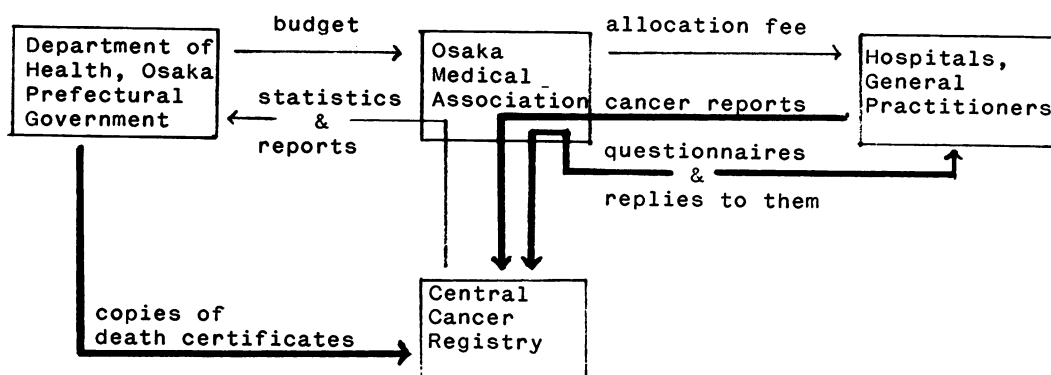 budget
allocation fee
Department of
Health, Osaka
Prefectural
Government
Osaka
Medical
Association
Hospitals,
General
Practitioners
statistics
&
reports
cancer reports
questionnaires
&
replies to them
copies of
death certificates
Central
Cancer
Registry